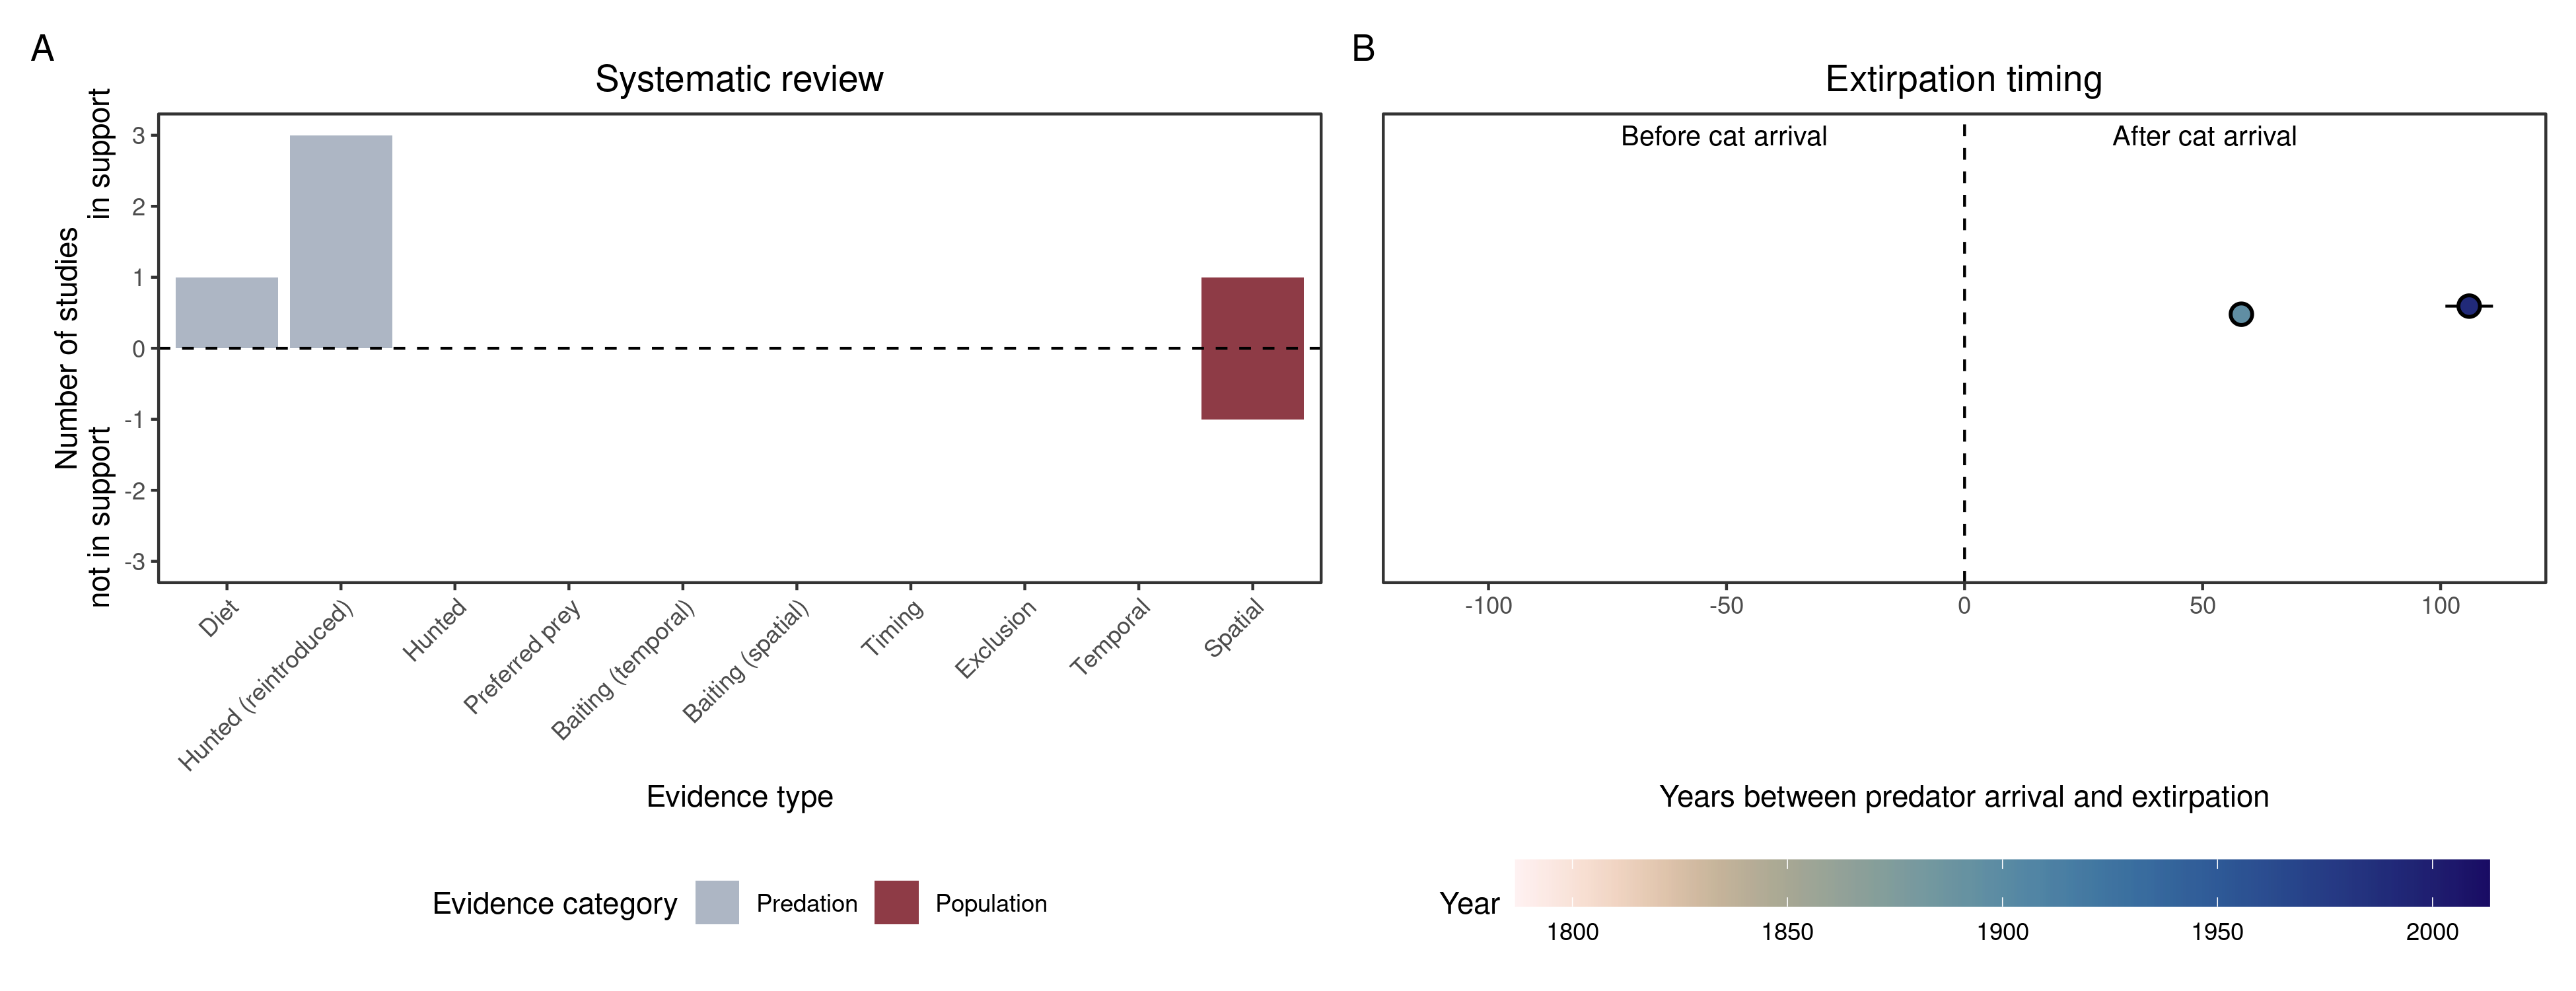 A
Systematic review
Number of studies
not in support
in support
3
2
1
0
-1
-2
-3
Diet
Hunted (reintroduced)
Hunted
Preferred prey
Baiting (temporal)
Baiting (spatial)
Timing
Exclusion
Temporal
Spatial
Evidence type
Evidence category
Predation
Population
B
Extirpation timing
Before cat arrival
After cat arrival
-100
-50
0
50
100
Years between predator arrival and extirpation
Year
1800
1850
1900
1950
2000